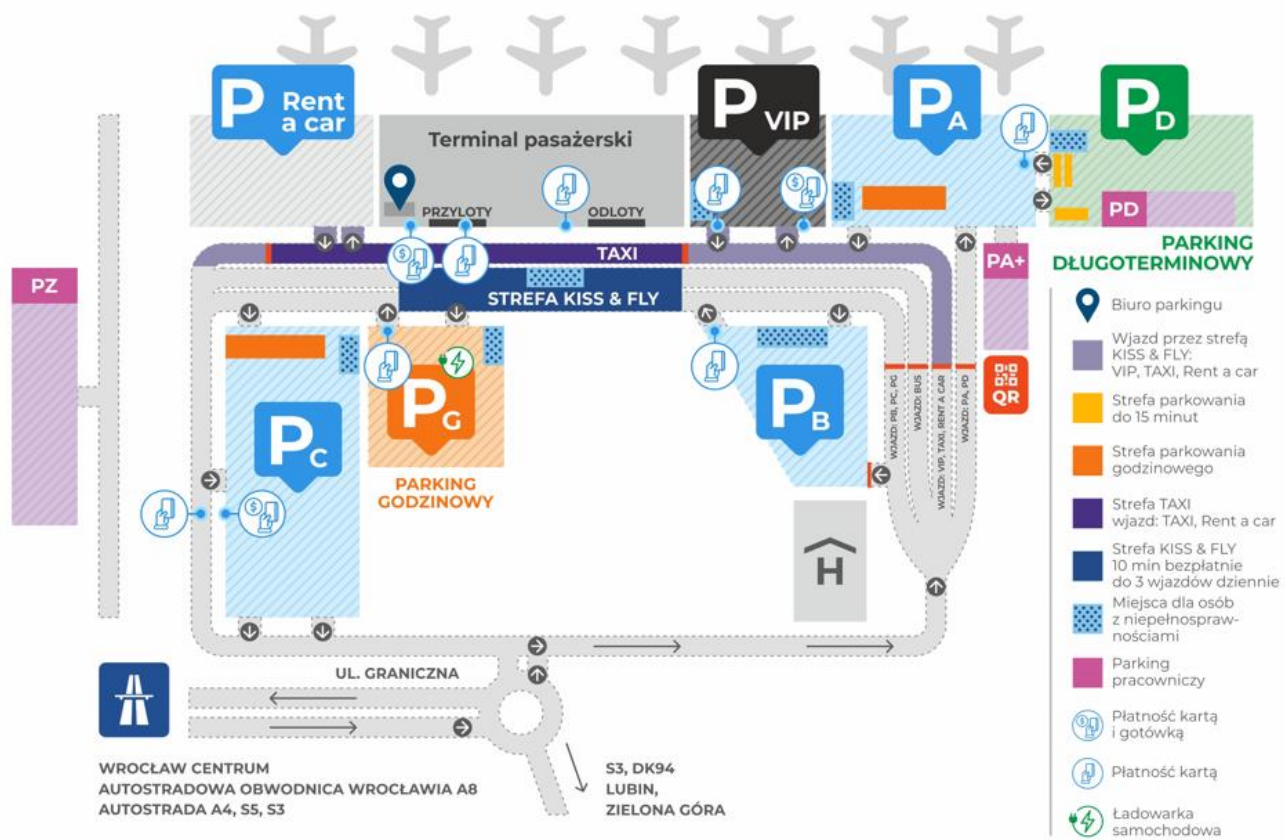 P Rent
a car
Terminal pasażerski
PRZYLOTY
ODLOTY
P VIP
PA
PD
PD
PARKING
DŁUGOTERMINOWY
TAXI
PA+
STREFA KISS & FLY
PZ
QR
PC
PG
PARKING
GODZINOWY
PB
WJAZD: PB, PC, PG
WJAZD: BUS
WJAZD: VIP, TAXI, RENT A CAR
WJAZD: PA, PD
H
UL. GRANICZNA
WROCŁAW CENTRUM
AUTOSTRADOWA OBWODNICA WROCŁAWIA A8
AUTOSTRADA A4, S5, S3
S3, DK94
LUBIN,
ZIELONA GÓRA
Biuro parkingu
Wjazd przez strefą
KISS & FLY:
VIP, TAXI, Rent a car
Strefa parkowania
do 15 minut
Strefa parkowania
godzinowego
Strefa TAXI
wjazd: TAXI, Rent a car
Strefa KISS & FLY
10 min bezpłatnie
do 3 wjazdów dziennie
Miejsca dla osób
z niepełnospraw-
nościami
Parking
pracowniczy
Płatność kartą
i gotówką
Płatność kartą
Ładowarka
samochodowa